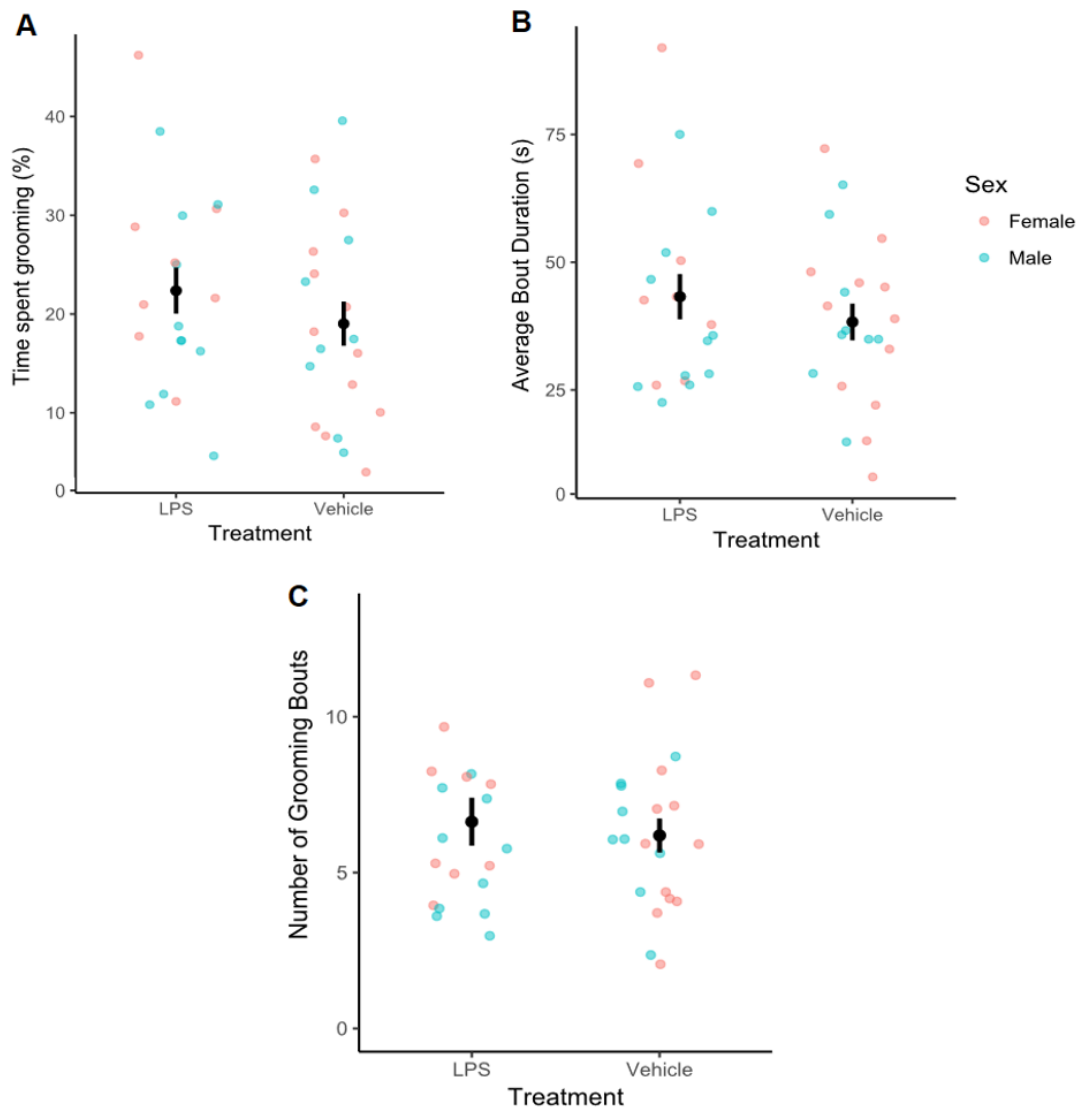 A
Time spent grooming (%)
40
30
20
10
0
LPS Vehicle
Treatment
B
Average Bout Duration (s)
75
50
25
0
LPS Vehicle
Treatment
Sex
Female
Male
C
Number of Grooming Bouts
10
5
0
LPS Vehicle
Treatment